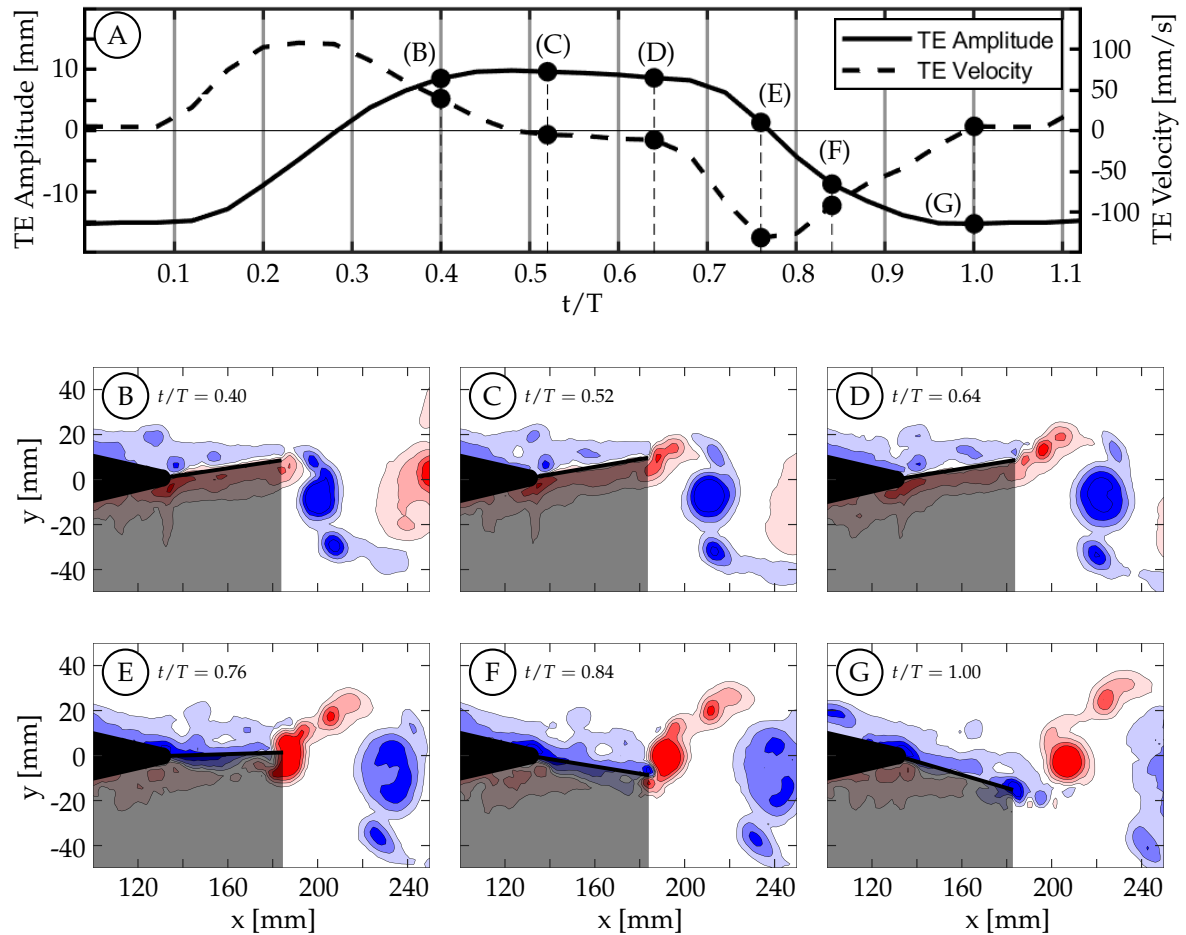 A
TE Amplitude [mm]
10
0
-10
(B)
(C)
(D)
(E)
(F)
(G)
TE Amplitude
TE Velocity
100
50
0
-50
-100
TE Velocity [mm/s]
0.1 0.2 0.3 0.4 0.5 0.6 0.7 0.8 0.9 1.0 1.1
t/T
B t/T = 0.40
C t/T = 0.52
D t/T = 0.64
y [mm]
40
20
0
-20
-40
E t/T = 0.76
F t/T = 0.84
G t/T = 1.00
y [mm]
40
20
0
-20
-40
120 160 200 240
120 160 200 240
120 160 200 240
x [mm]
x [mm]
x [mm]